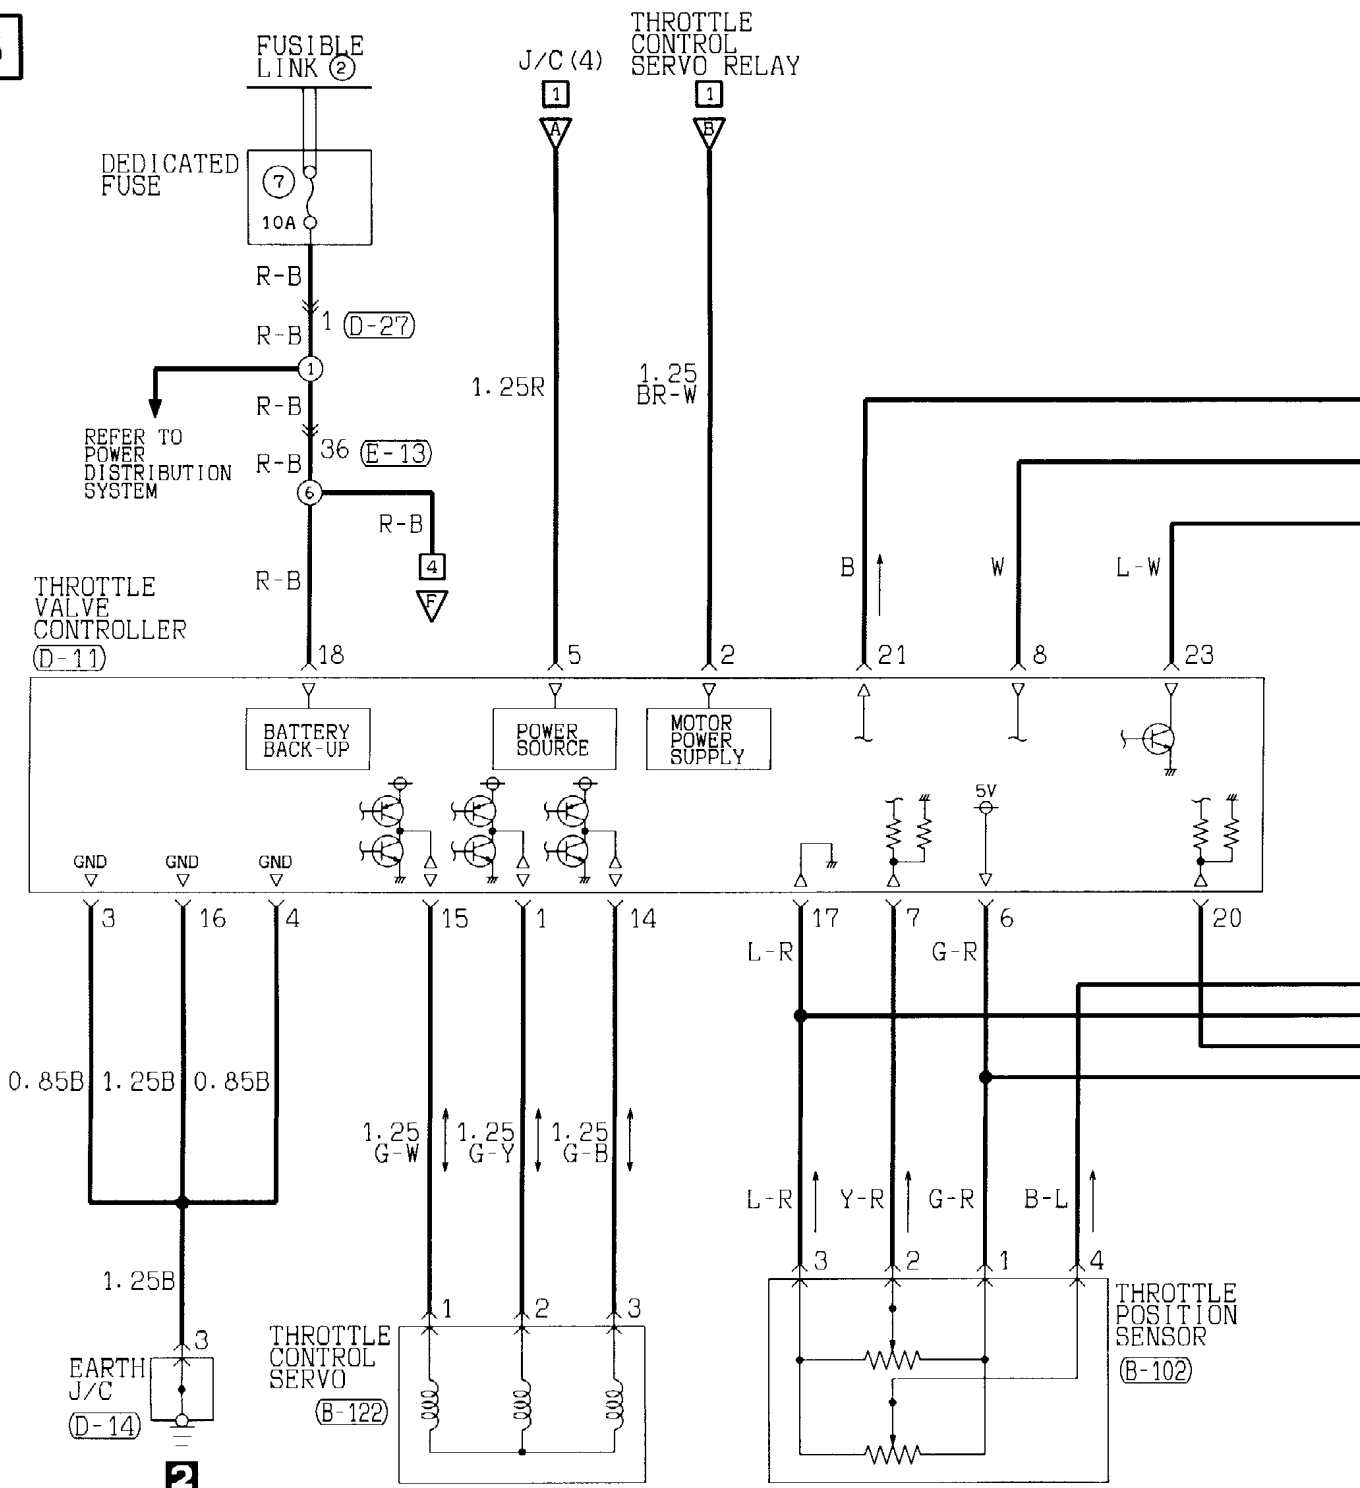 FUSIBLE
LINK ②
J/C(4)
THROTTLE
CONTROL
SERVO RELAY
1
1
A
B
DEDICATED
FUSE
7
10A
R-B
1 (D-27)
R-B
1
R-B
36 (E-13)
R-B
REFER TO
POWER
DISTRIBUTION
SYSTEM
6
R-B
4
F
R-B
1.25R
1.25
BR-W
B
W
L-W
THROTTLE
VALVE
CONTROLLER
(D-11)
18
5
2
21
8
23
BATTERY
BACK-UP
POWER
SOURCE
MOTOR
POWER
SUPPLY
5V
GND
GND
GND
3
16
4
15
1
14
17
7
6
20
L-R
G-R
0.85B
1.25B
0.85B
1.25
G-W
1.25
G-Y
1.25
G-B
L-R
Y-R
G-R
B-L
1.25B
3
EARTH
J/C
(D-14)
2
1
2
3
THROTTLE
CONTROL
SERVO
(B-122)
3
2
1
4
THROTTLE
POSITION
SENSOR
(B-102)